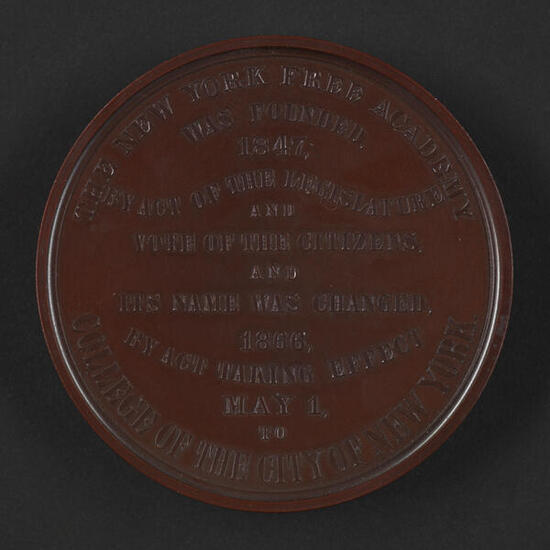 THE NEW YORK FREE ACADEMY
WAS FOUNDED,
1847,
BY ACT OF THE LEGISLATURE
AND
VOTE OF THE CITIZENS,
AND
ITS NAME WAS CHANGED,
1866,
BY ACT TAKING EFFECT
MAY 1,
TO
COLLEGE OF THE CITY OF NEW YORK